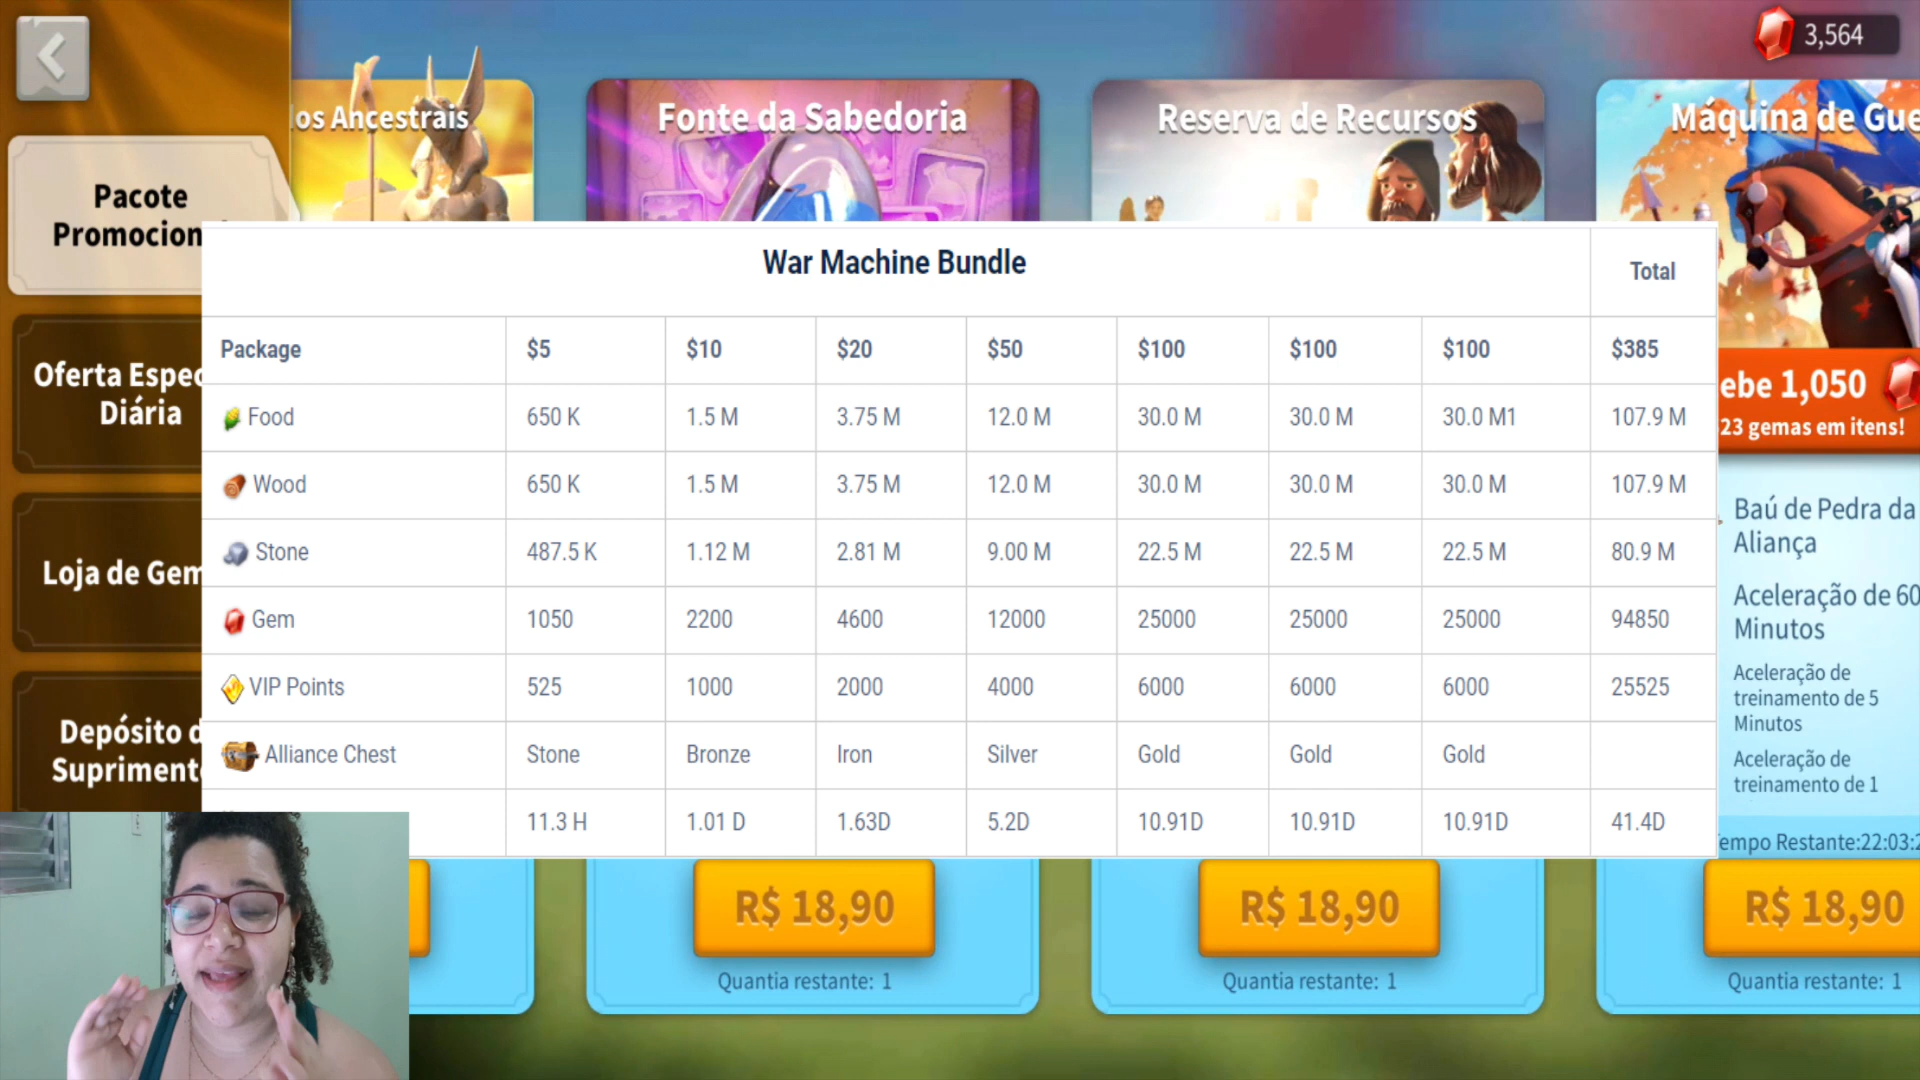 3,564
los Ancestrais
Fonte da Sabedoria
Reserva de Recursos
Máquina de Gue
Pacote
Promocion
Oferta Espec
Diária
Loja de Gem
Depósito d
Suprimento
War Machine Bundle Total
Package $5 $10 $20 $50 $100 $100 $100 $385
Food 650 K 1.5 M 3.75 M 12.0 M 30.0 M 30.0 M 30.0 M1 107.9 M
Wood 650 K 1.5 M 3.75 M 12.0 M 30.0 M 30.0 M 30.0 M 107.9 M
Stone 487.5 K 1.12 M 2.81 M 9.00 M 22.5 M 22.5 M 22.5 M 80.9 M
Gem 1050 2200 4600 12000 25000 25000 25000 94850
VIP Points 525 1000 2000 4000 6000 6000 6000 25525
Alliance Chest Stone Bronze Iron Silver Gold Gold Gold
11.3 H 1.01 D 1.63D 5.2D 10.91D 10.91D 10.91D 41.4D
ebe 1,050
23 gemas em itens!
Baú de Pedra da
Aliança
Aceleração de 60
Minutos
Aceleração de
treinamento de 5
Minutos
Aceleração de
treinamento de 1
empo Restante:22:03:2
R$ 18,90
Quantia restante: 1
R$ 18,90
Quantia restante: 1
R$ 18,90
Quantia restante: 1